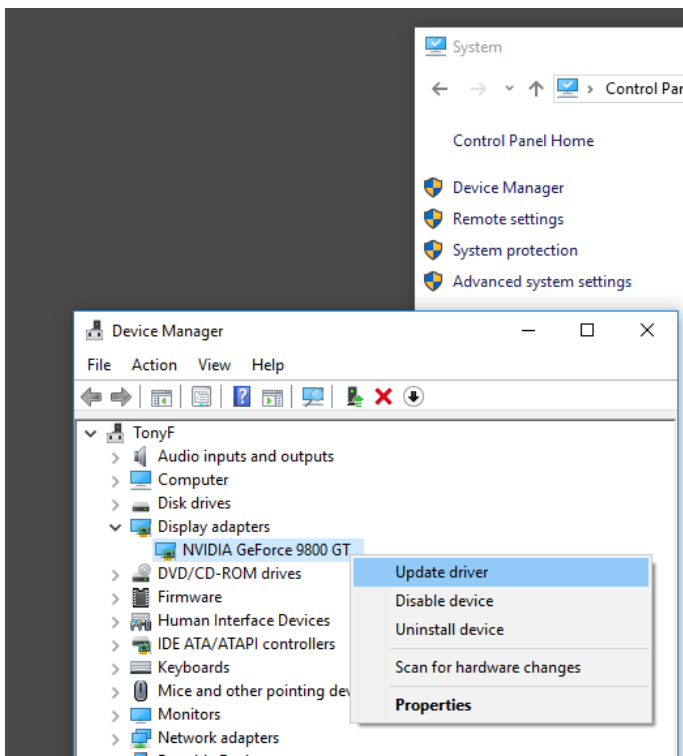 System
Control Par
Control Panel Home
Device Manager
Remote settings
System protection
Advanced system settings
Device Manager
File Action View Help
TonyF
Audio inputs and outputs
Computer
Disk drives
Display adapters
NVIDIA GeForce 9800 GT
DVD/CD-ROM drives
Firmware
Human Interface Devices
IDE ATA/ATAPI controllers
Keyboards
Mice and other pointing dev
Monitors
Network adapters
Update driver
Disable device
Uninstall device
Scan for hardware changes
Properties